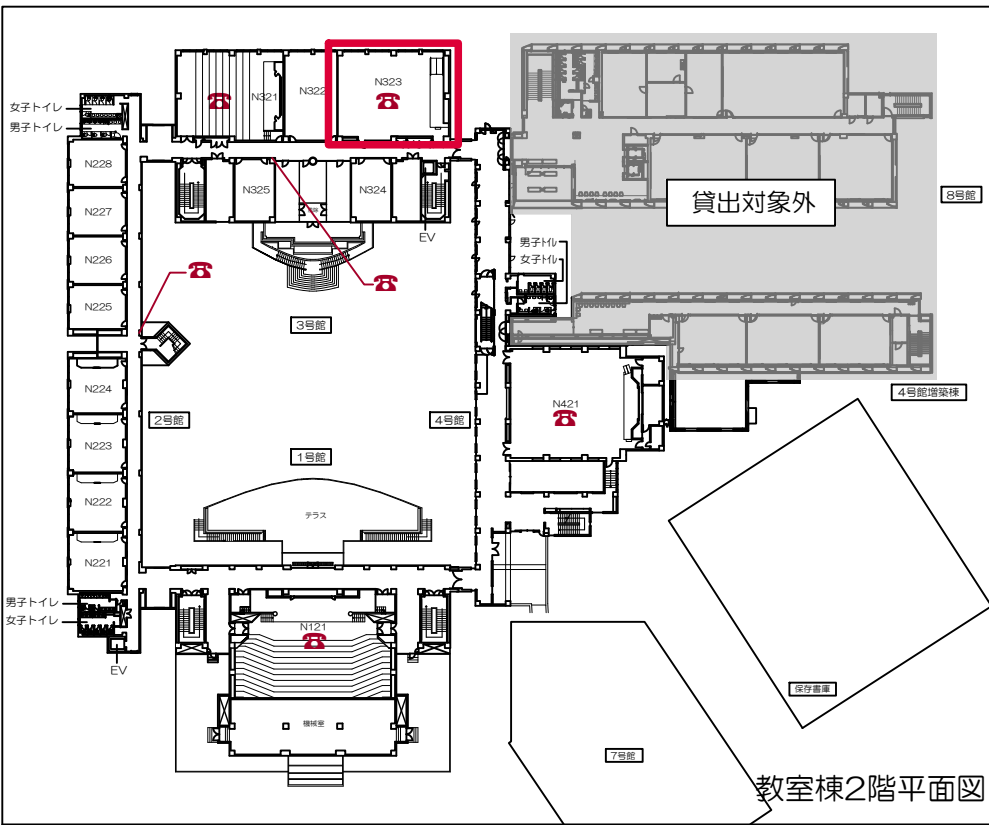 N321
N322
N323
女子トイレ
男子トイレ
N228
N227
N226
N225
N325
N324
EV
貸出対象外
8号館
男子トイレ
女子トイレ
3号館
N224
N223
N222
N221
2号館
4号館
N421
4号館増築棟
1号館
テラス
男子トイレ
女子トイレ
EV
N121
機械室
保存書庫
7号館
教室棟2階平面図